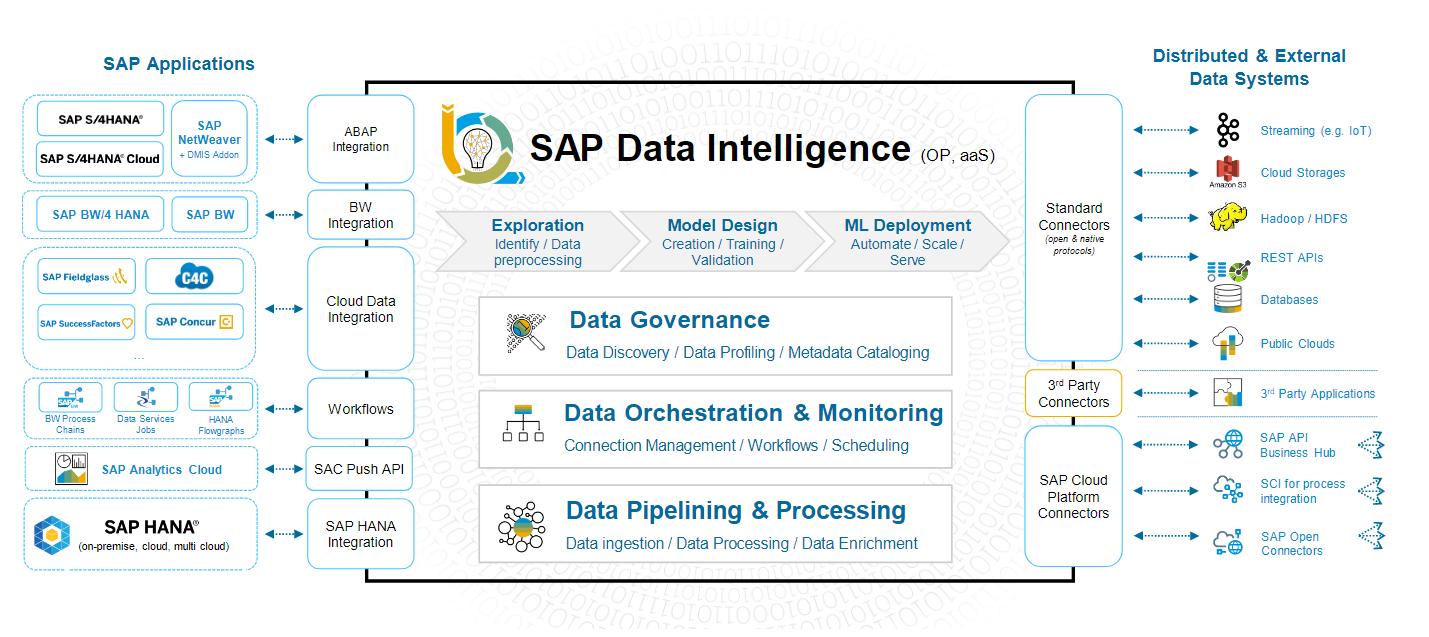 SAP Applications
SAP S/4HANA®
SAP S/4HANA® Cloud
SAP
NetWeaver
+ DMIS Addon
SAP BW/4 HANA
SAP BW
SAP Fieldglass
C4C
SAP SuccessFactors
SAP Concur
...
BW Process
Chains
Data Services
Jobs
HANA
Flowgraphs
SAP Analytics Cloud
SAP HANA®
(on-premise, cloud, multi cloud)
ABAP
Integration
BW
Integration
Cloud Data
Integration
Workflows
SAC Push API
SAP HANA
Integration
SAP Data Intelligence (OP, aaS)
Exploration
Identify / Data
preprocessing
Model Design
Creation / Training /
Validation
ML Deployment
Automate / Scale /
Serve
Data Governance
Data Discovery / Data Profiling / Metadata Cataloging
Data Orchestration & Monitoring
Connection Management / Workflows / Scheduling
Data Pipelining & Processing
Data ingestion / Data Processing / Data Enrichment
Standard
Connectors
(open & native
protocols)
3rd Party
Connectors
SAP Cloud
Platform
Connectors
Distributed & External
Data Systems
Streaming (e.g. IoT)
Amazon S3
Cloud Storages
Hadoop / HDFS
REST APIs
Databases
Public Clouds
3rd Party Applications
SAP API
Business Hub
SCI for process
integration
SAP Open
Connectors